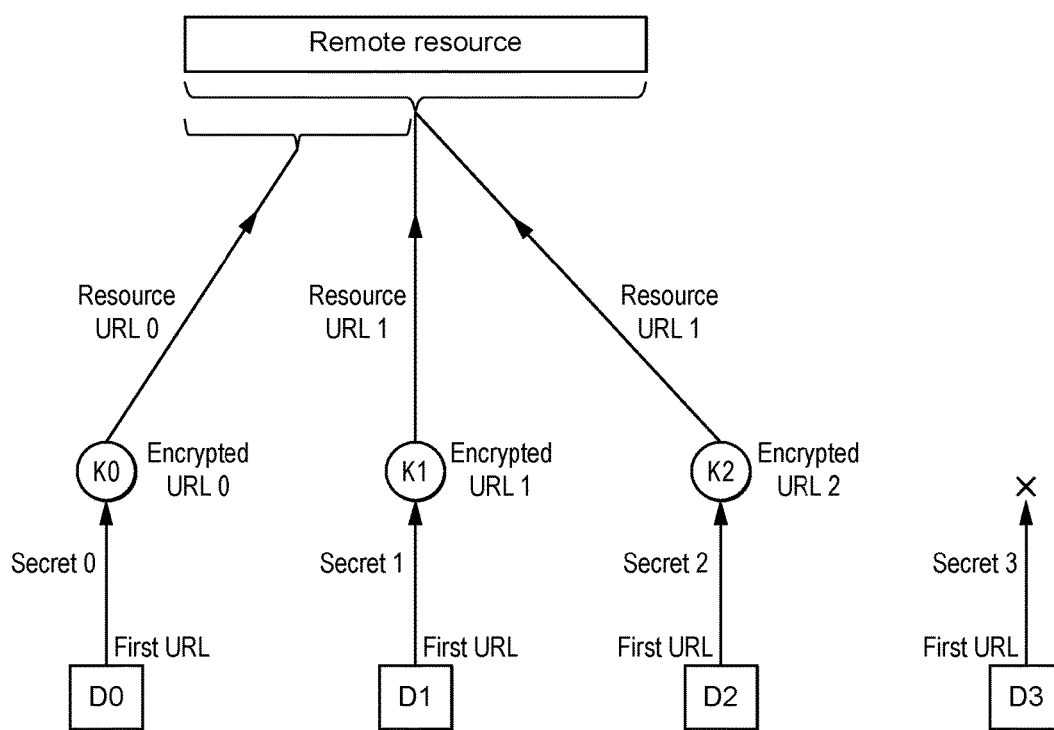 Remote resource
Resource
URL 0
Resource
URL 1
Resource
URL 1
K0
Encrypted
URL 0
K1
Encrypted
URL 1
K2
Encrypted
URL 2
Secret 0
Secret 1
Secret 2
Secret 3
First URL
First URL
First URL
First URL
D0
D1
D2
D3